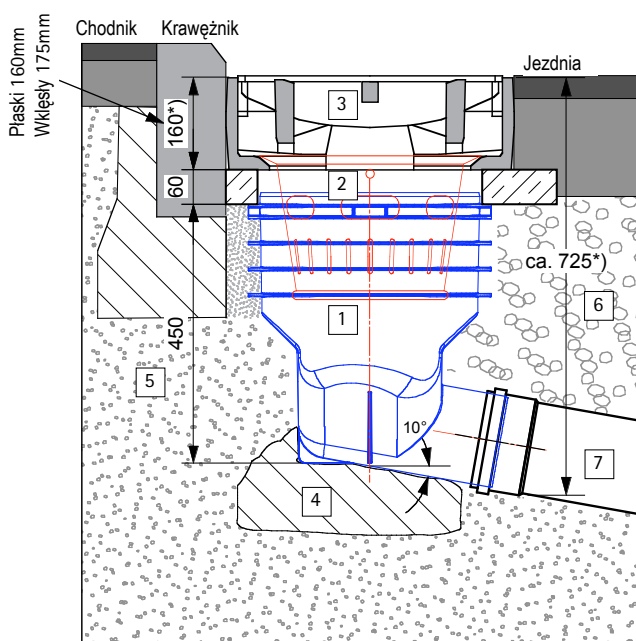 Chodnik
Krawężnik
Jezdnia
Płaski 160mm
Wklęsły 175mm
160*)
60
450
ca. 725*)
10°
3
2
1
6
5
4
7